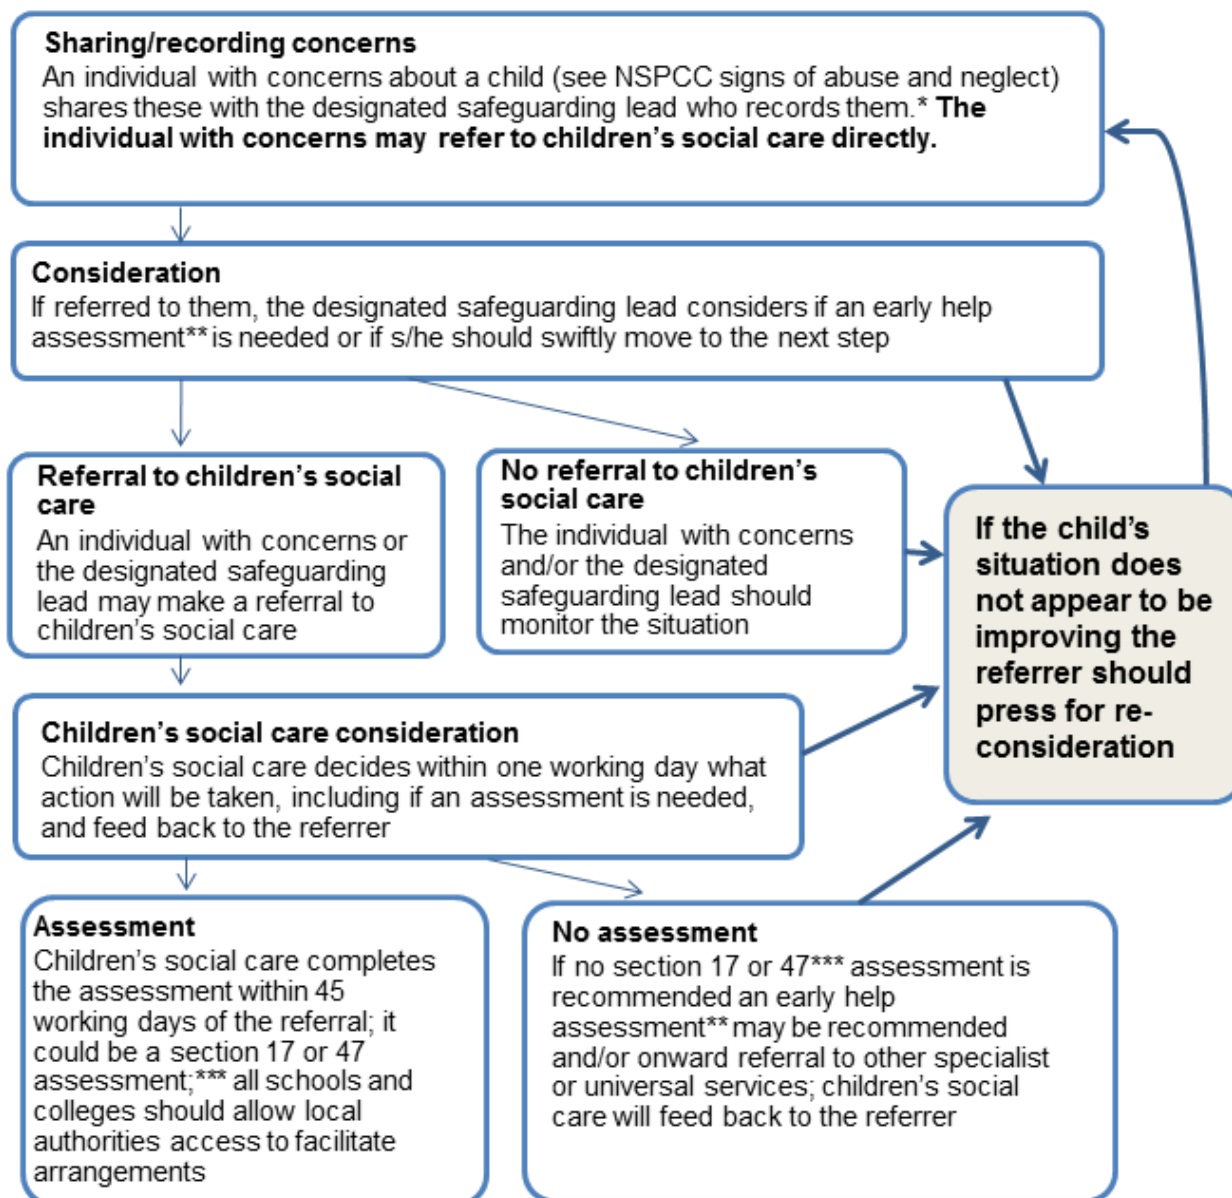 Sharing/recording concerns
An individual with concerns about a child (see NSPCC signs of abuse and neglect)
shares these with the designated safeguarding lead who records them.* The
individual with concerns may refer to children's social care directly.
Consideration
If referred to them, the designated safeguarding lead considers if an early help
assessment** is needed or if s/he should swiftly move to the next step
Referral to children's social
care
An individual with concerns or
the designated safeguarding
lead may make a referral to
children's social care
No referral to children's
social care
The individual with concerns
and/or the designated
safeguarding lead should
monitor the situation
If the child's
situation does
not appear to be
improving the
referrer should
press for re-
consideration
Children's social care consideration
Children's social care decides within one working day what
action will be taken, including if an assessment is needed,
and feed back to the referrer
Assessment
Children's social care completes
the assessment within 45
working days of the referral; it
could be a section 17 or 47
assessment;*** all schools and
colleges should allow local
authorities access to facilitate
arrangements
No assessment
If no section 17 or 47*** assessment is
recommended an early help
assessment** may be recommended
and/or onward referral to other specialist
or universal services; children's social
care will feed back to the referrer